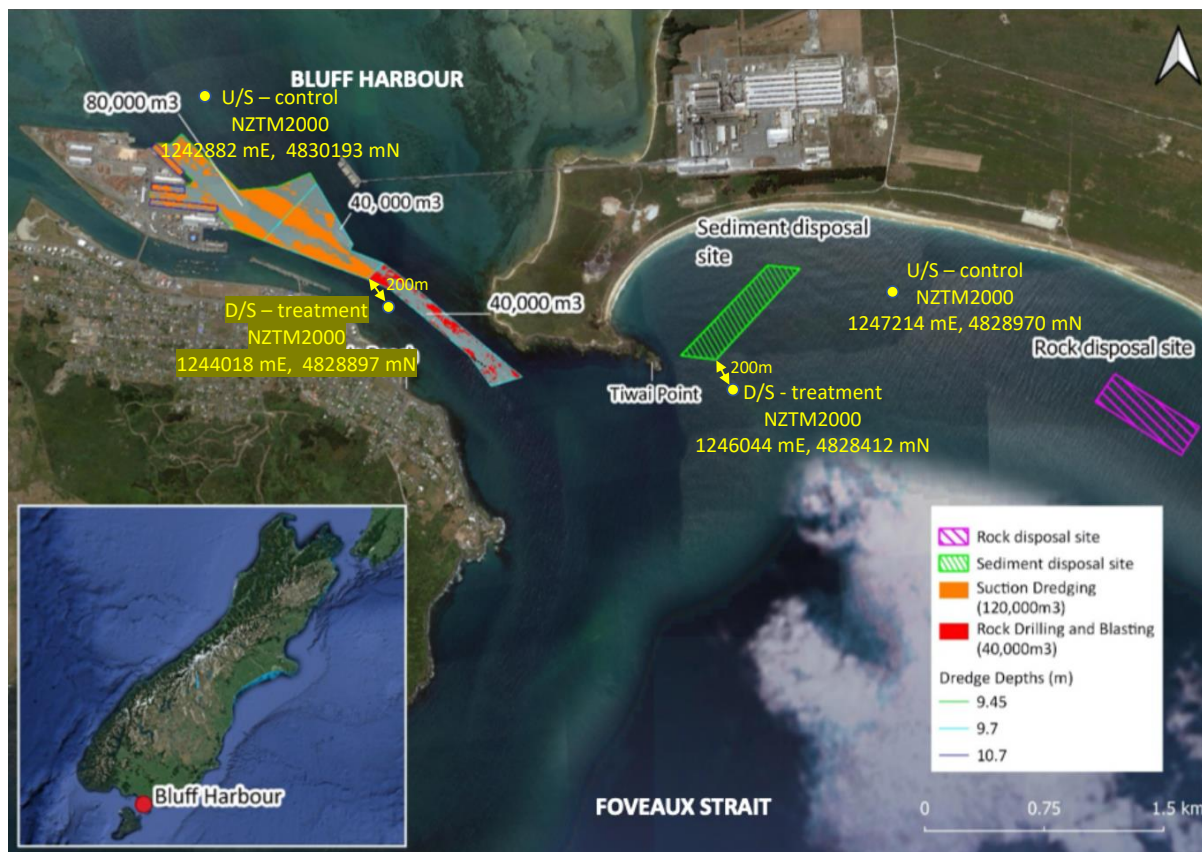 BLUFF HARBOUR
80,000 m3
U/S – control
NZTM2000
1242882 mE, 4830193 mN
40,000 m3
Sediment disposal
site
200m
40,000 m3
D/S – treatment
NZTM2000
1244018 mE, 4828897 mN
U/S – control
NZTM2000
1247214 mE, 4828970 mN
Rock disposal site
200m
Tiwai Point
D/S - treatment
NZTM2000
1246044 mE, 4828412 mN
Rock disposal site
Sediment disposal site
Suction Dredging
(120,000m3)
Rock Drilling and Blasting
(40,000m3)
Dredge Depths (m)
9.45
9.7
10.7
Bluff Harbour
FOVEAUX STRAIT
0 0.75 1.5 km